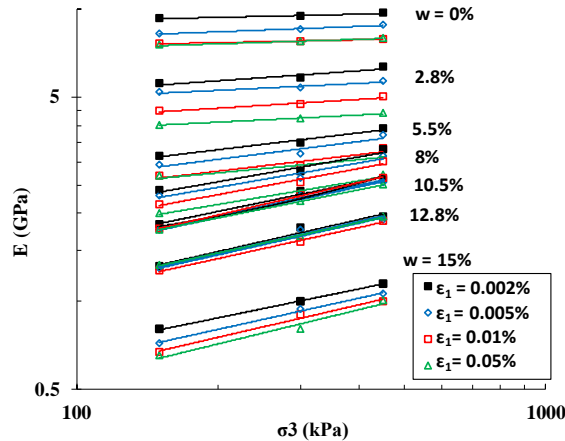 w = 0%
2.8%
5
5.5%
8%
10.5%
12.8%
w = 15%
E (GPa)
ε1 = 0.002%
ε1= 0.005%
ε1= 0.01%
ε1= 0.05%
0.5
100
1000
σ3 (kPa)